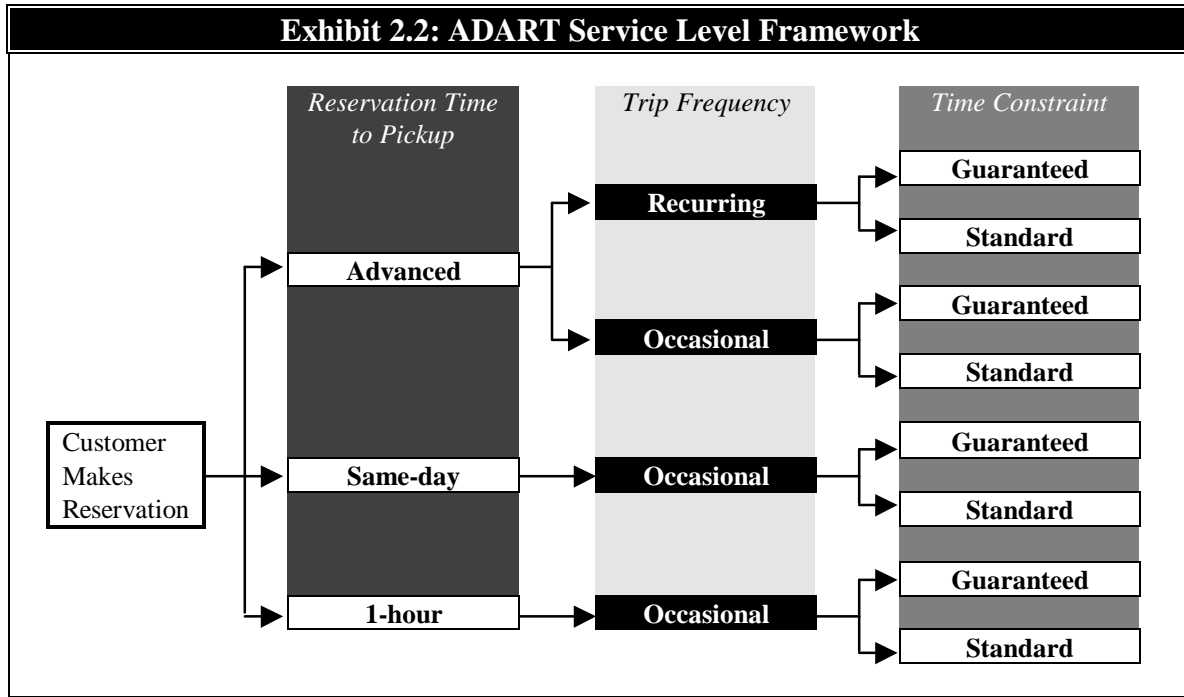 Exhibit 2.2: ADART Service Level Framework
Reservation Time
to Pickup
Trip Frequency
Time Constraint
Customer
Makes
Reservation
Advanced
Same-day
1-hour
Recurring
Occasional
Occasional
Occasional
Guaranteed
Standard
Guaranteed
Standard
Guaranteed
Standard
Guaranteed
Standard